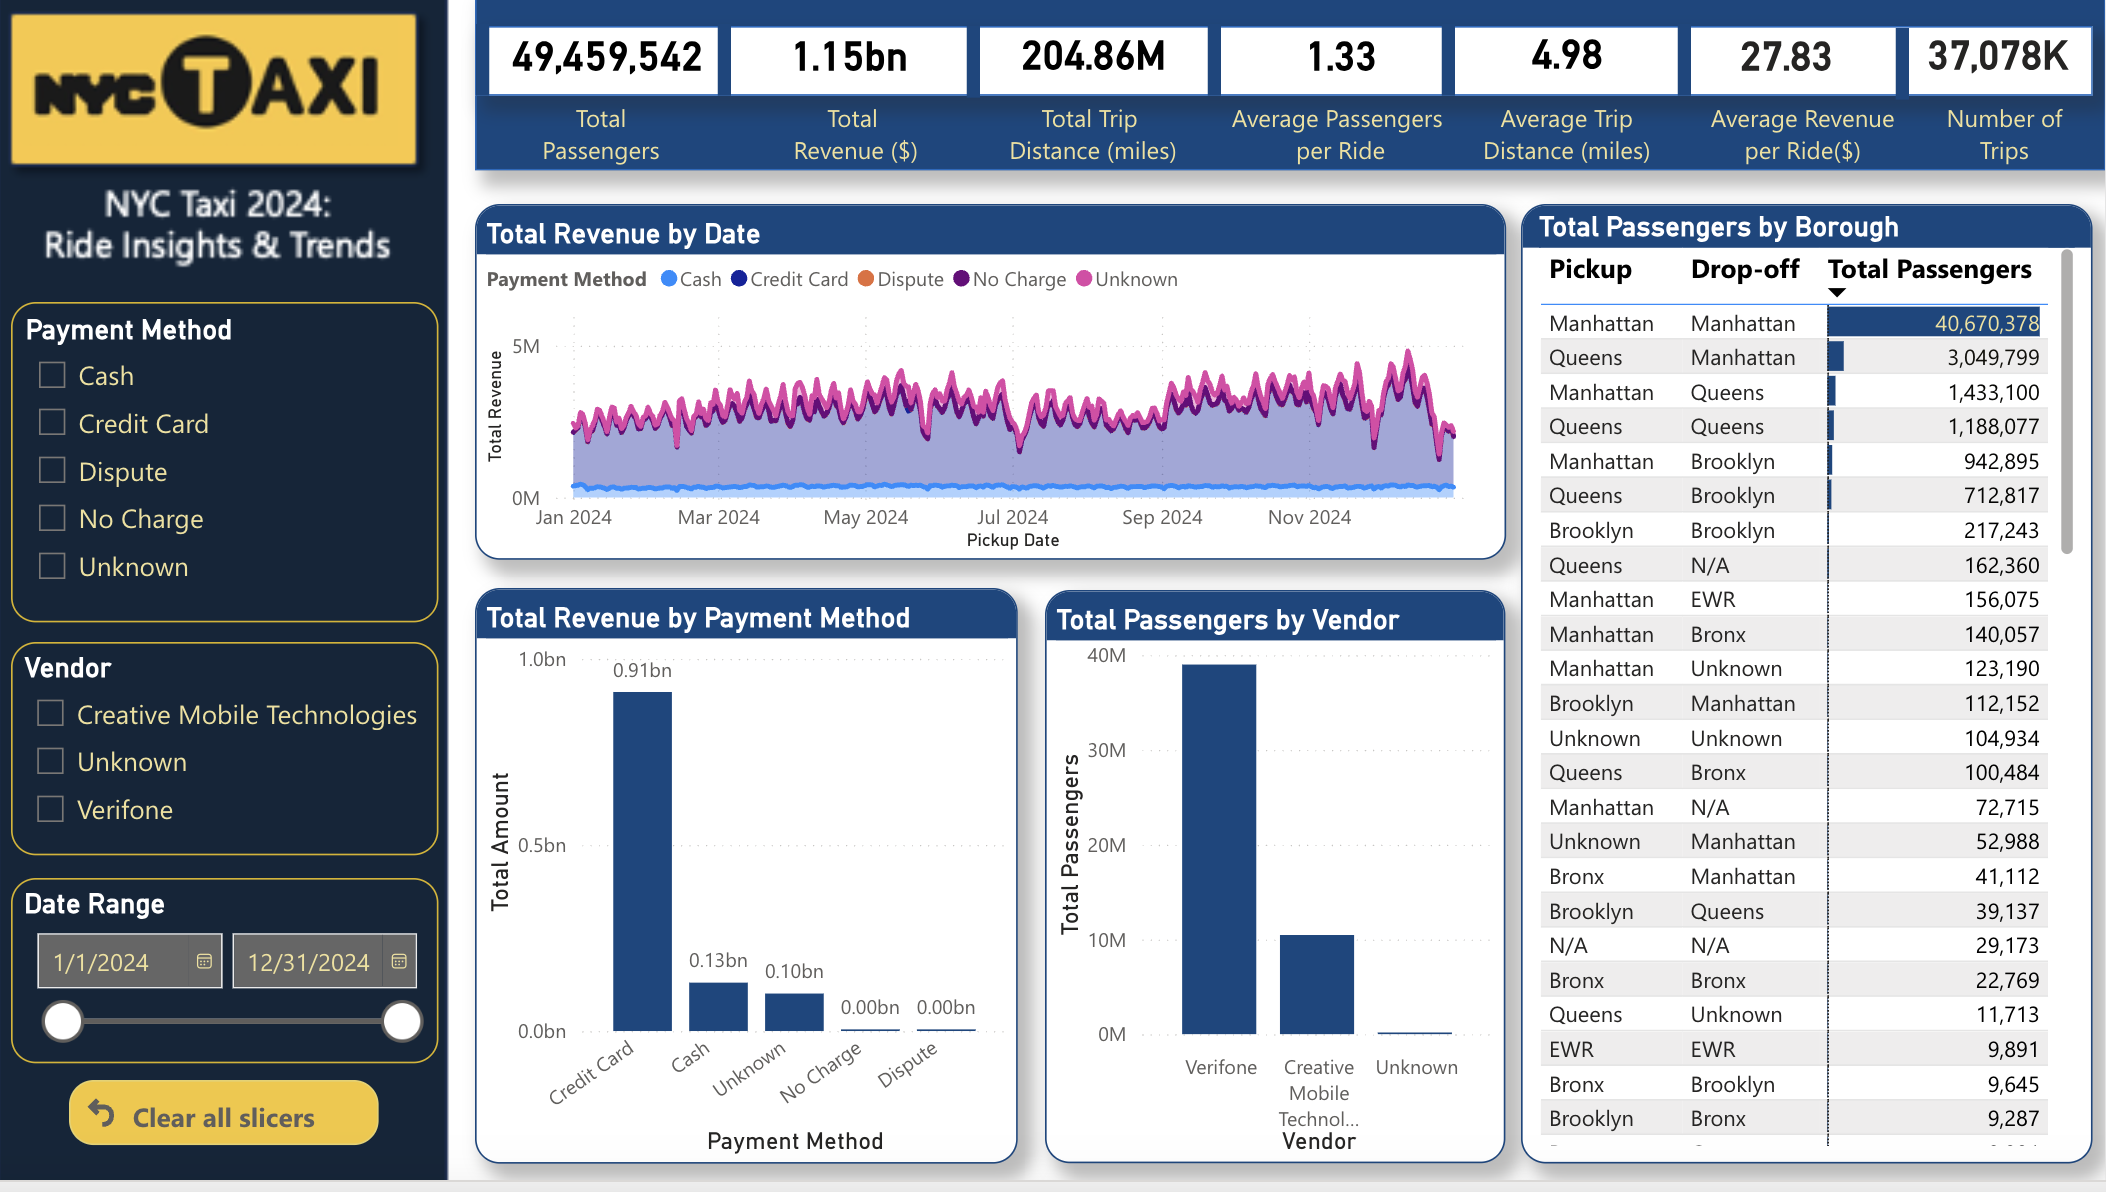 NYC TAXI
NYC Taxi 2024:
Ride Insights & Trends
Payment Method
Cash
Credit Card
Dispute
No Charge
Unknown
Vendor
Creative Mobile Technologies
Unknown
Verifone
Date Range
1/1/2024 12/31/2024
Clear all slicers
49,459,542 1.15bn 204.86M 1.33 4.98 27.83 37,078K
Total Total Total Trip Average Passengers Average Trip Average Revenue Number of
Passengers Revenue ($) Distance (miles) per Ride Distance (miles) per Ride($) Trips
Total Revenue by Date
Payment Method Cash Credit Card Dispute No Charge Unknown
Total Revenue
5M
0M
Jan 2024 Mar 2024 May 2024 Jul 2024 Sep 2024 Nov 2024
Pickup Date
Total Revenue by Payment Method
Total Amount
1.0bn
0.5bn
0.0bn
0.91bn
0.13bn
0.10bn
0.00bn
0.00bn
Credit Card
Cash
Unknown
No Charge
Dispute
Payment Method
Total Passengers by Vendor
Total Passengers
40M
30M
20M
10M
0M
Verifone Creative Unknown
Mobile
Technol...
Vendor
Total Passengers by Borough
Pickup Drop-off Total Passengers
Manhattan Manhattan 40,670,378
Queens Manhattan 3,049,799
Manhattan Queens 1,433,100
Queens Queens 1,188,077
Manhattan Brooklyn 942,895
Queens Brooklyn 712,817
Brooklyn Brooklyn 217,243
Queens N/A 162,360
Manhattan EWR 156,075
Manhattan Bronx 140,057
Manhattan Unknown 123,190
Brooklyn Manhattan 112,152
Unknown Unknown 104,934
Queens Bronx 100,484
Manhattan N/A 72,715
Unknown Manhattan 52,988
Bronx Manhattan 41,112
Brooklyn Queens 39,137
N/A N/A 29,173
Bronx Bronx 22,769
Queens Unknown 11,713
EWR EWR 9,891
Bronx Brooklyn 9,645
Brooklyn Bronx 9,287